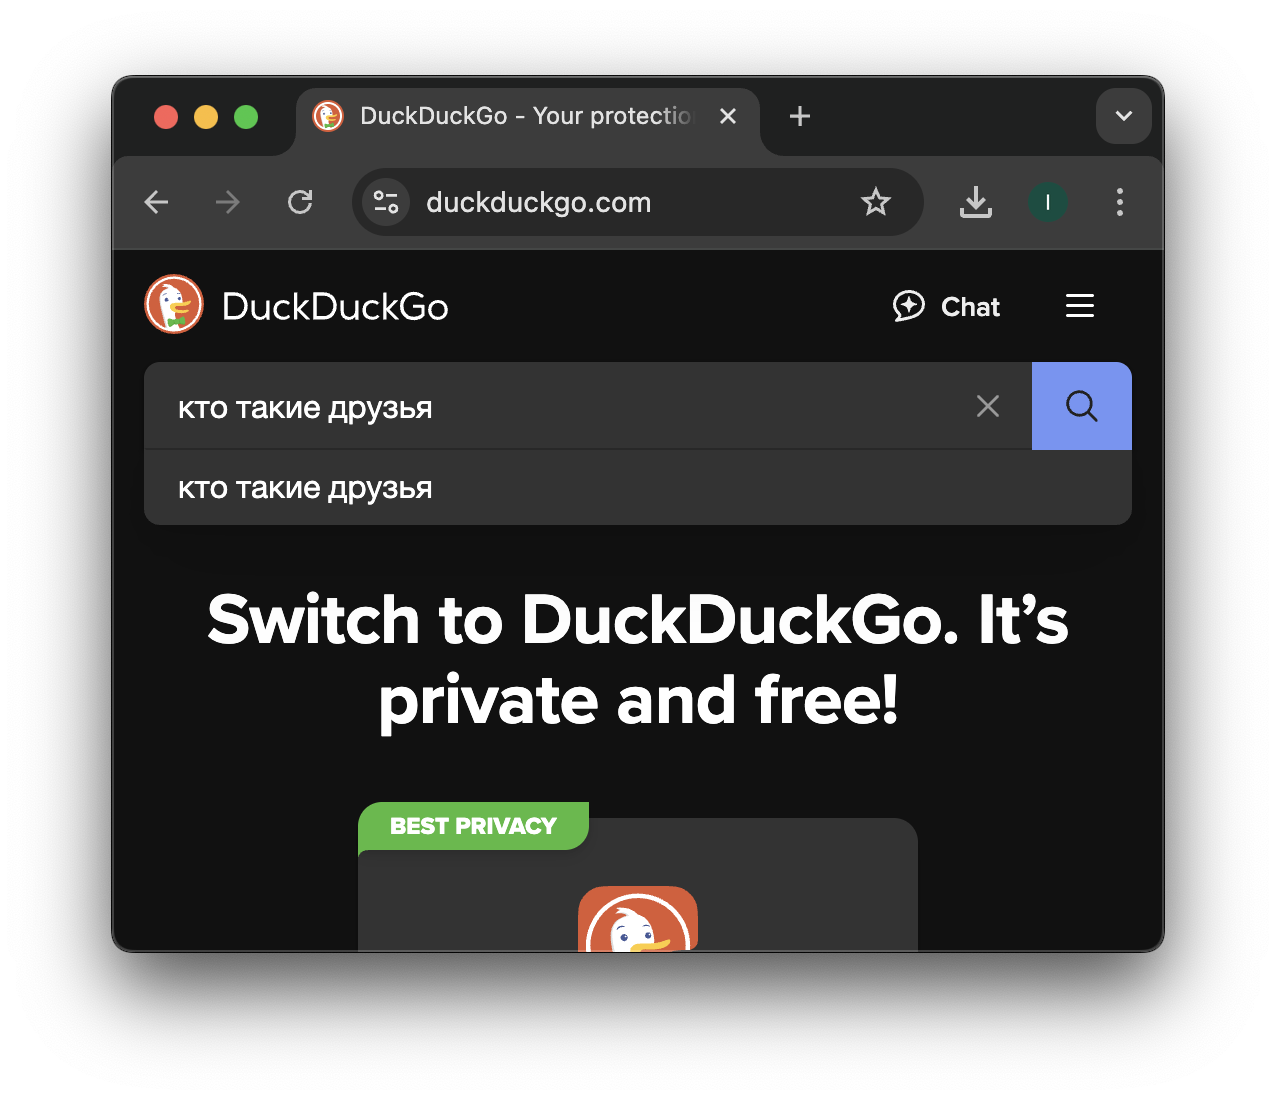 DuckDuckGo - Your protectio
duckduckgo.com
I
DuckDuckGo
Chat
кто такие друзья
кто такие друзья
Switch to DuckDuckGo. It’s
private and free!
BEST PRIVACY